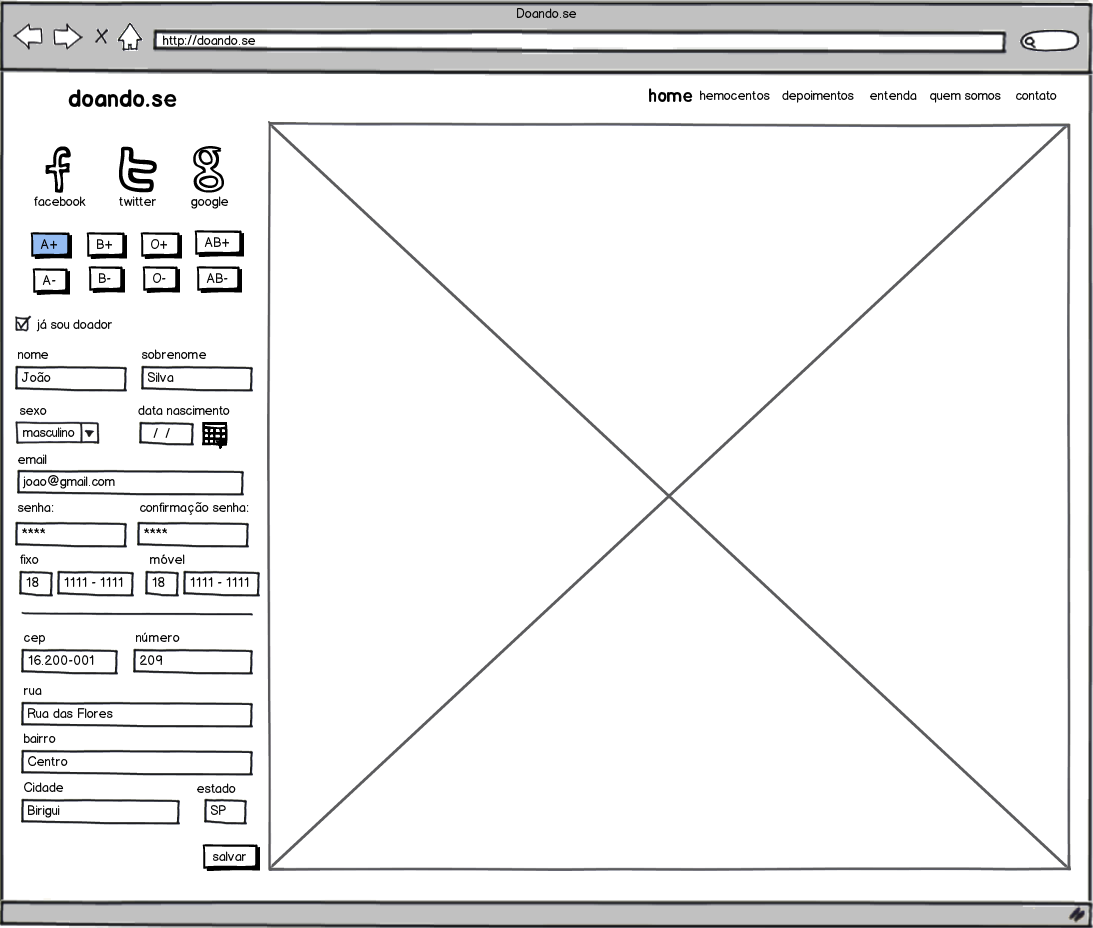 Doando.se
http://doando.se
doando.se
home hemocentos depoimentos entenda quem somos contato
facebook twitter google
A+ B+ O+ AB+
A- B- O- AB-
já sou doador
nome sobrenome
João Silva
sexo data nascimento
masculino / /
email
joao@gmail.com
senha: confirmação senha:
**** ****
fixo móvel
18 1111 - 1111 18 1111 - 1111
cep número
16.200-001 209
rua
Rua das Flores
bairro
Centro
Cidade estado
Birigui SP
salvar